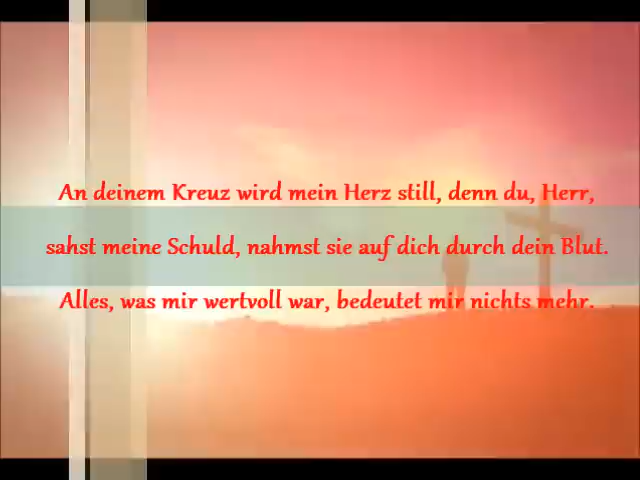 An deinem Kreuz wird mein Herz still, denn du, Herr,
sahst meine Schuld, nahmst sie auf dich durch dein Blut.
Alles, was mir wertvoll war, bedeutet mir nichts mehr.